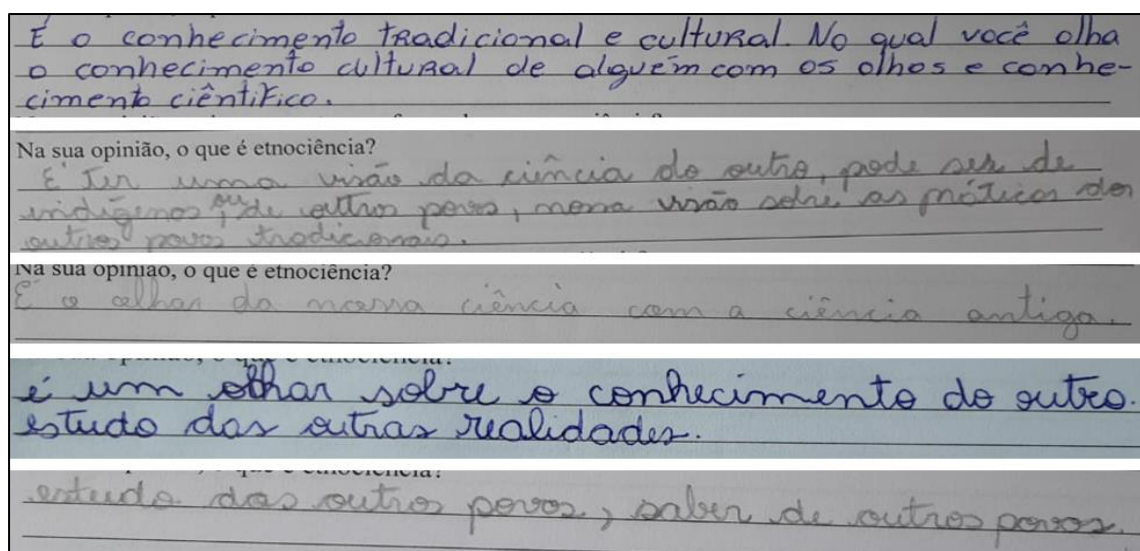 É o conhecimento tradicional e cultural. No qual você olha
o conhecimento cultural de alguém com os olhos e conhe-
cimento ciêntifico.
Na sua opinião, o que é etnociência?
É Ter uma visão da ciência do outro, pode ser de
indígenas, ou de outros povos, nossa visão sobre as práticas dos
outros povos tradicionais.
Na sua opinião, o que é etnociência?
É o olhar da nossa ciência com a ciência antiga.
é um olhar sobre o conhecimento do outro.
estudo das outras realidades.
estudo dos outros povos, saber de outros povos.